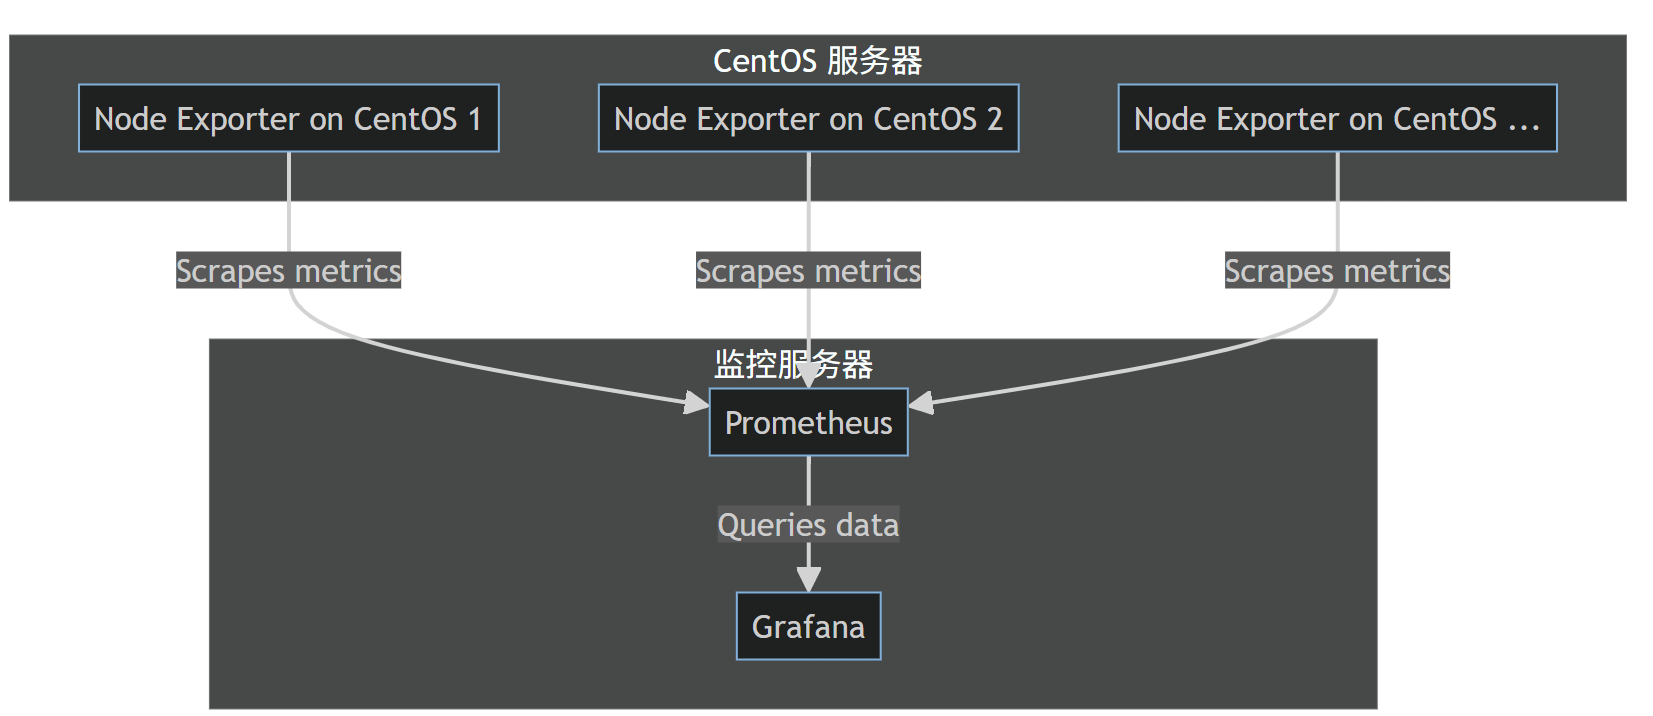 CentOS 服务器
Node Exporter on CentOS 1
Node Exporter on CentOS 2
Node Exporter on CentOS ...
Scrapes metrics
Scrapes metrics
Scrapes metrics
监控服务器
Prometheus
Queries data
Grafana